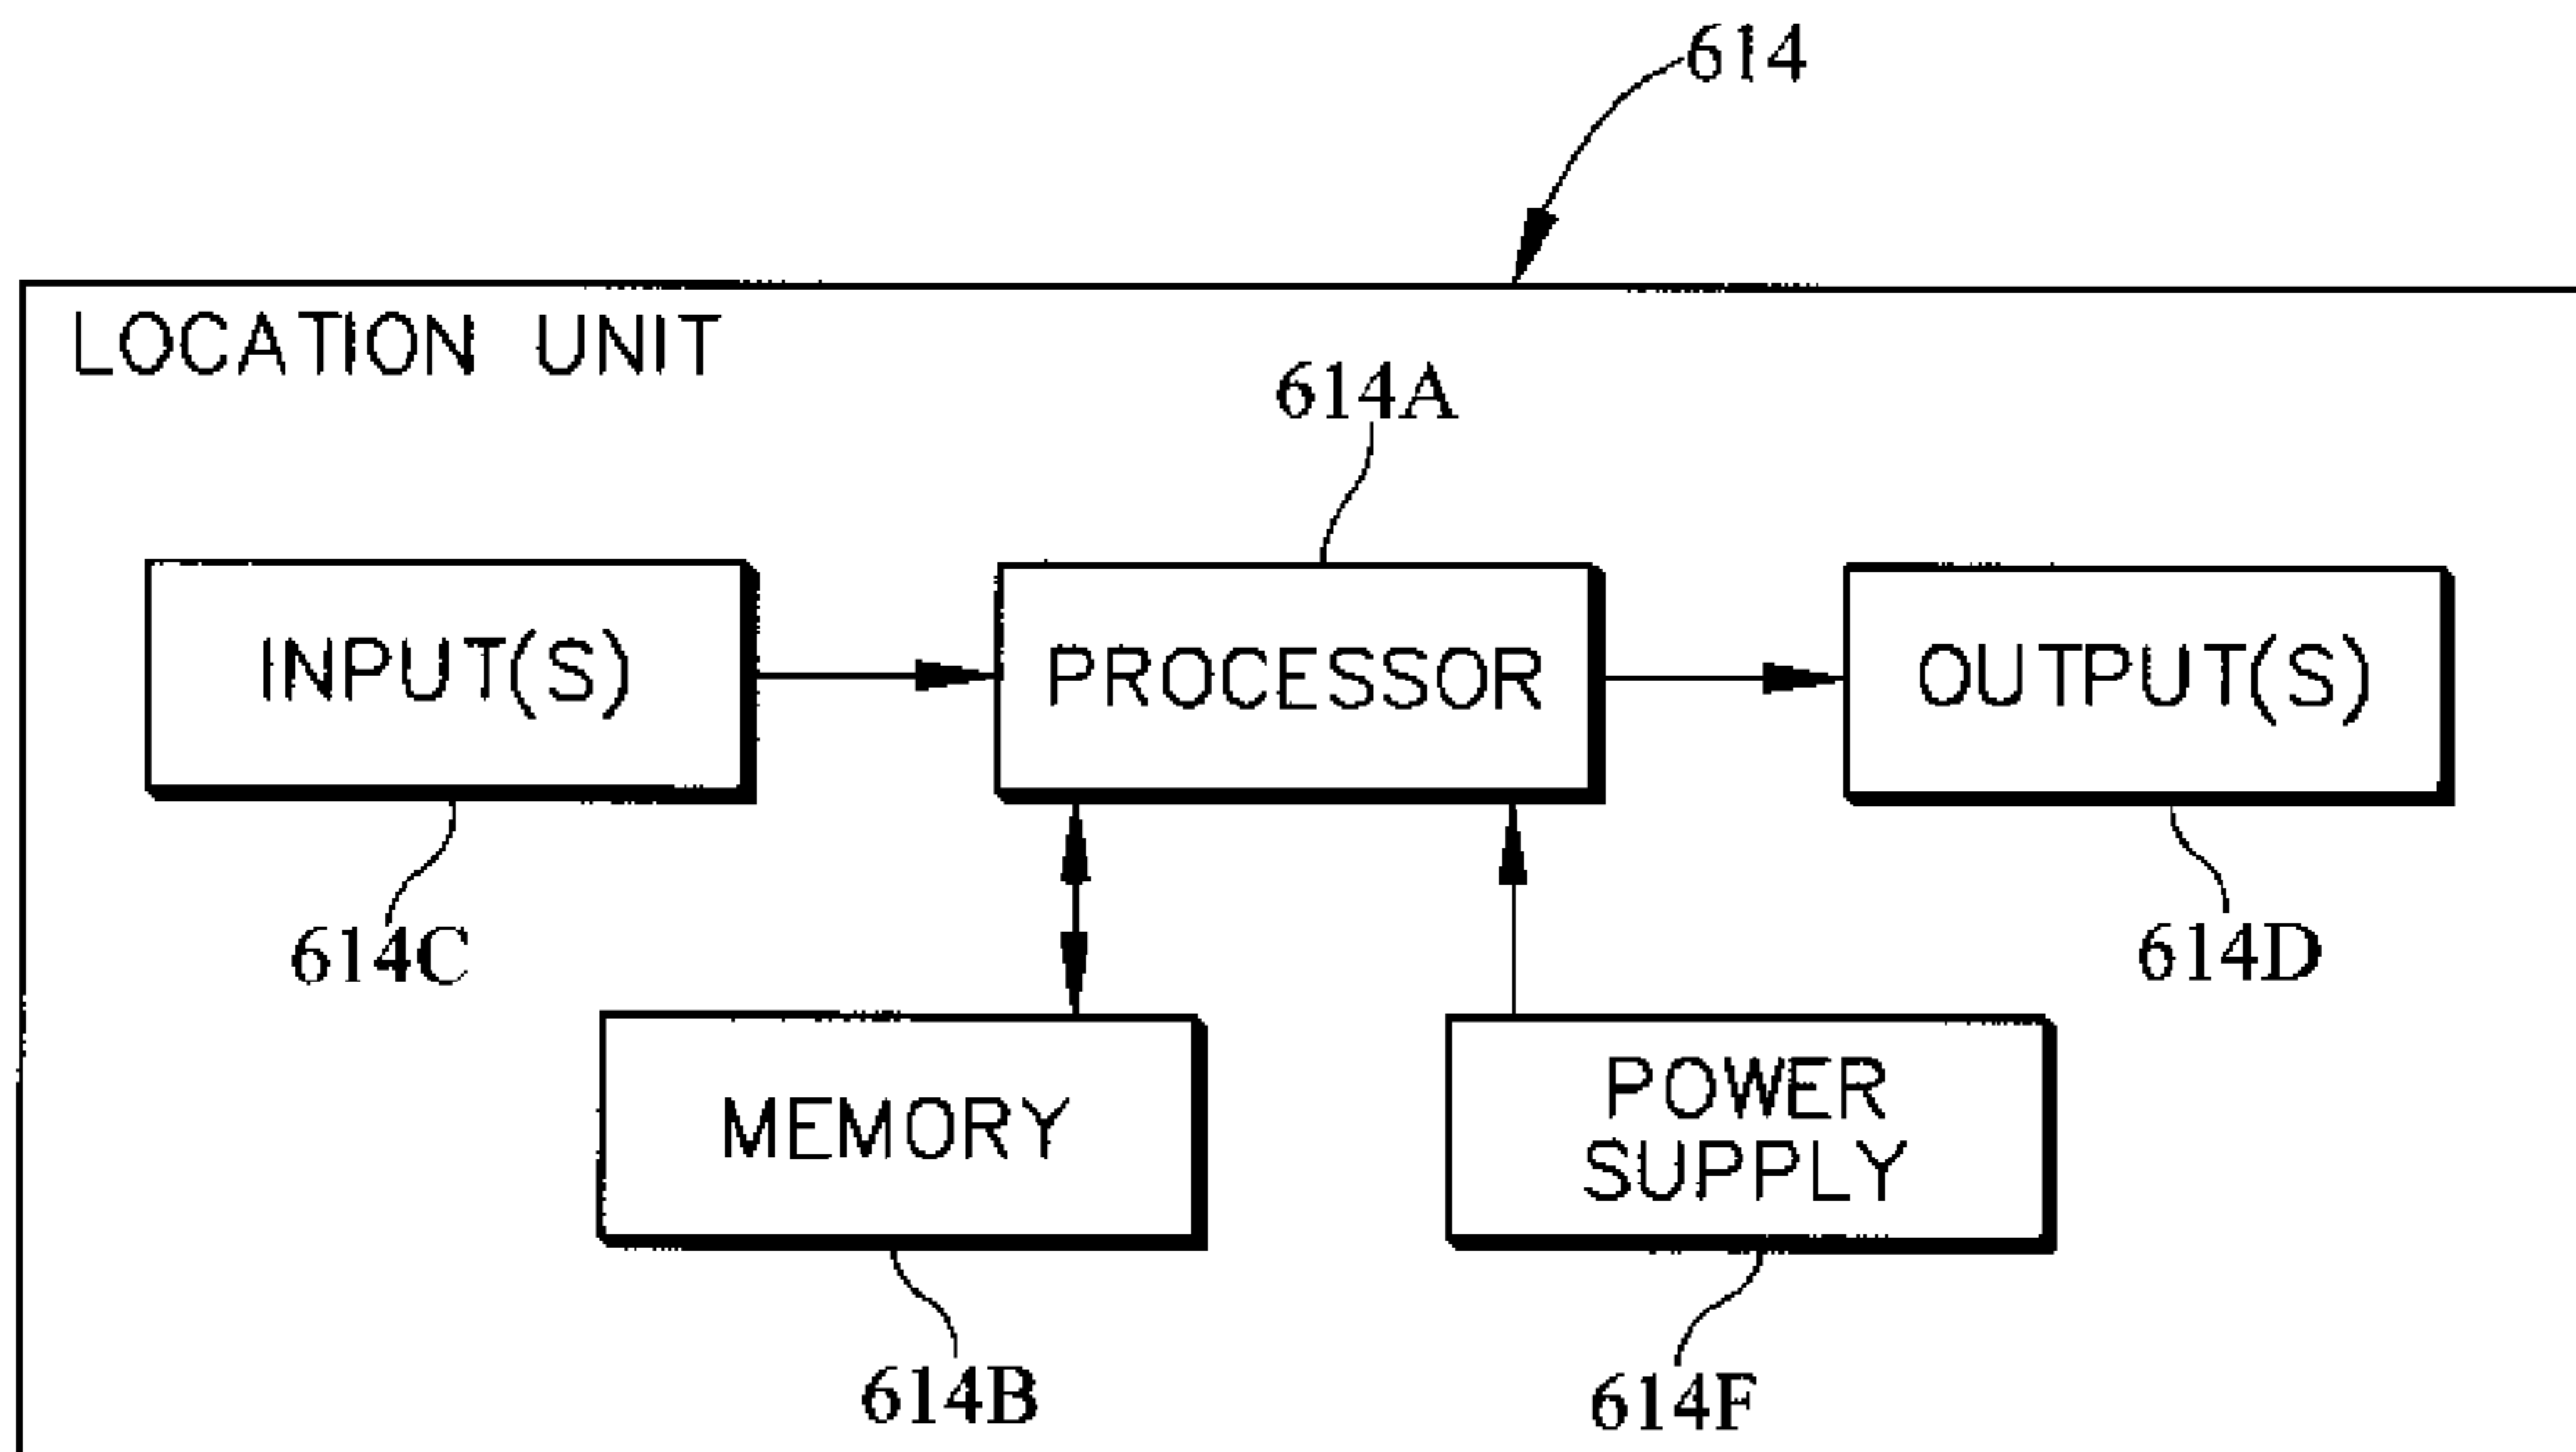 614
LOCATION UNIT
614A
INPUT(S)
PROCESSOR
OUTPUT(S)
614C
614D
MEMORY
POWER
SUPPLY
614B
614F